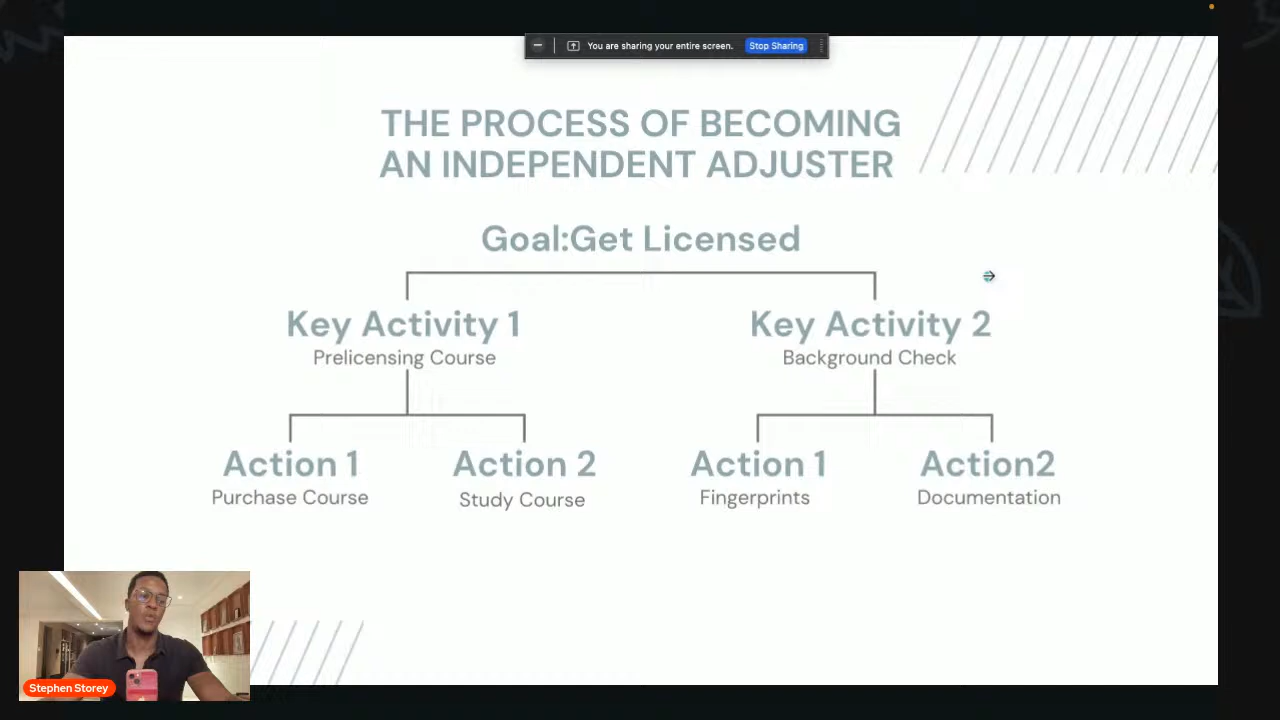 You are sharing your entire screen. Stop Sharing
THE PROCESS OF BECOMING
AN INDEPENDENT ADJUSTER
Goal:Get Licensed
Key Activity 1
Prelicensing Course
Key Activity 2
Background Check
Action 1
Purchase Course
Action 2
Study Course
Action 1
Fingerprints
Action2
Documentation
Stephen Storey